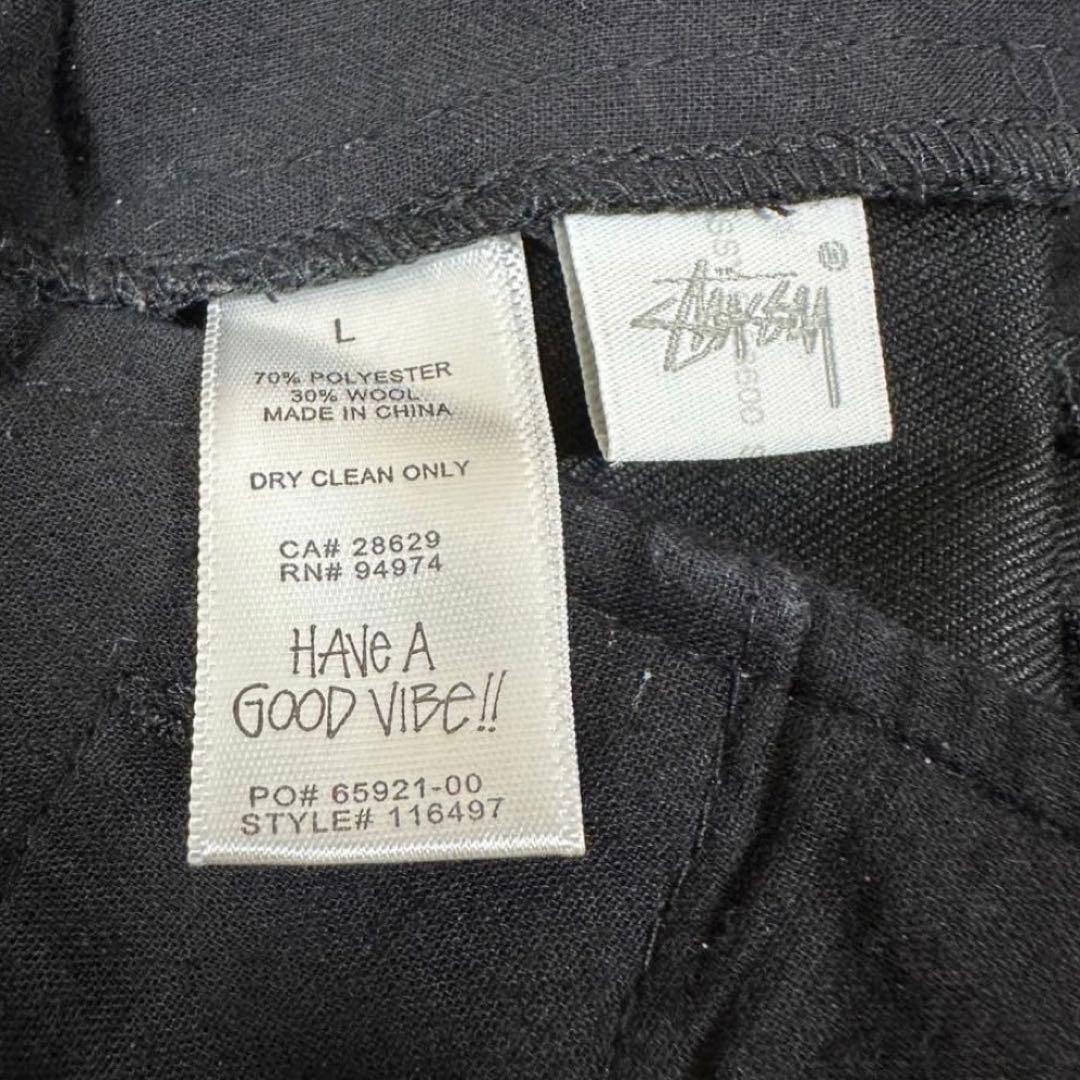 L
70% POLYESTER
30% WOOL
MADE IN CHINA
DRY CLEAN ONLY
CA# 28629
RN# 94974
HAVE A
GOOD VIBE!!
PO# 65921-00
STYLE# 116497
STÜSSY